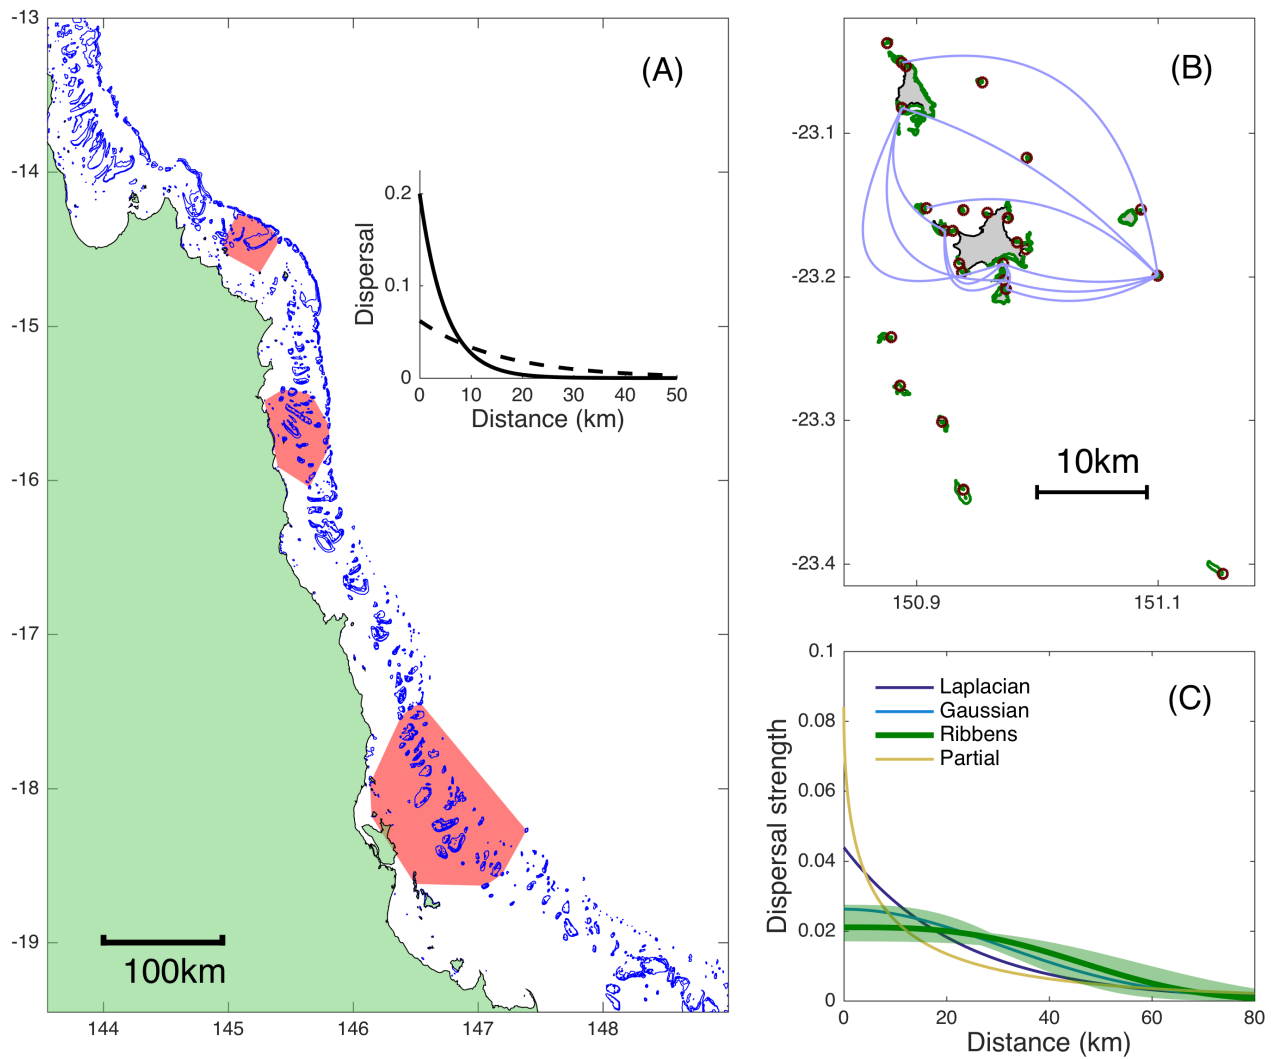 (A)
-13
-14
-15
-16
-17
-18
-19
144
145
146
147
148
100km
Dispersal
0.2
0.1
0
0
10
20
30
40
50
Distance (km)
(B)
-23.1
-23.2
-23.3
-23.4
150.9
151.1
10km
(C)
Dispersal strength
0.1
0.08
0.06
0.04
0.02
0
Laplacian
Gaussian
Ribbens
Partial
0
20
40
60
80
Distance (km)